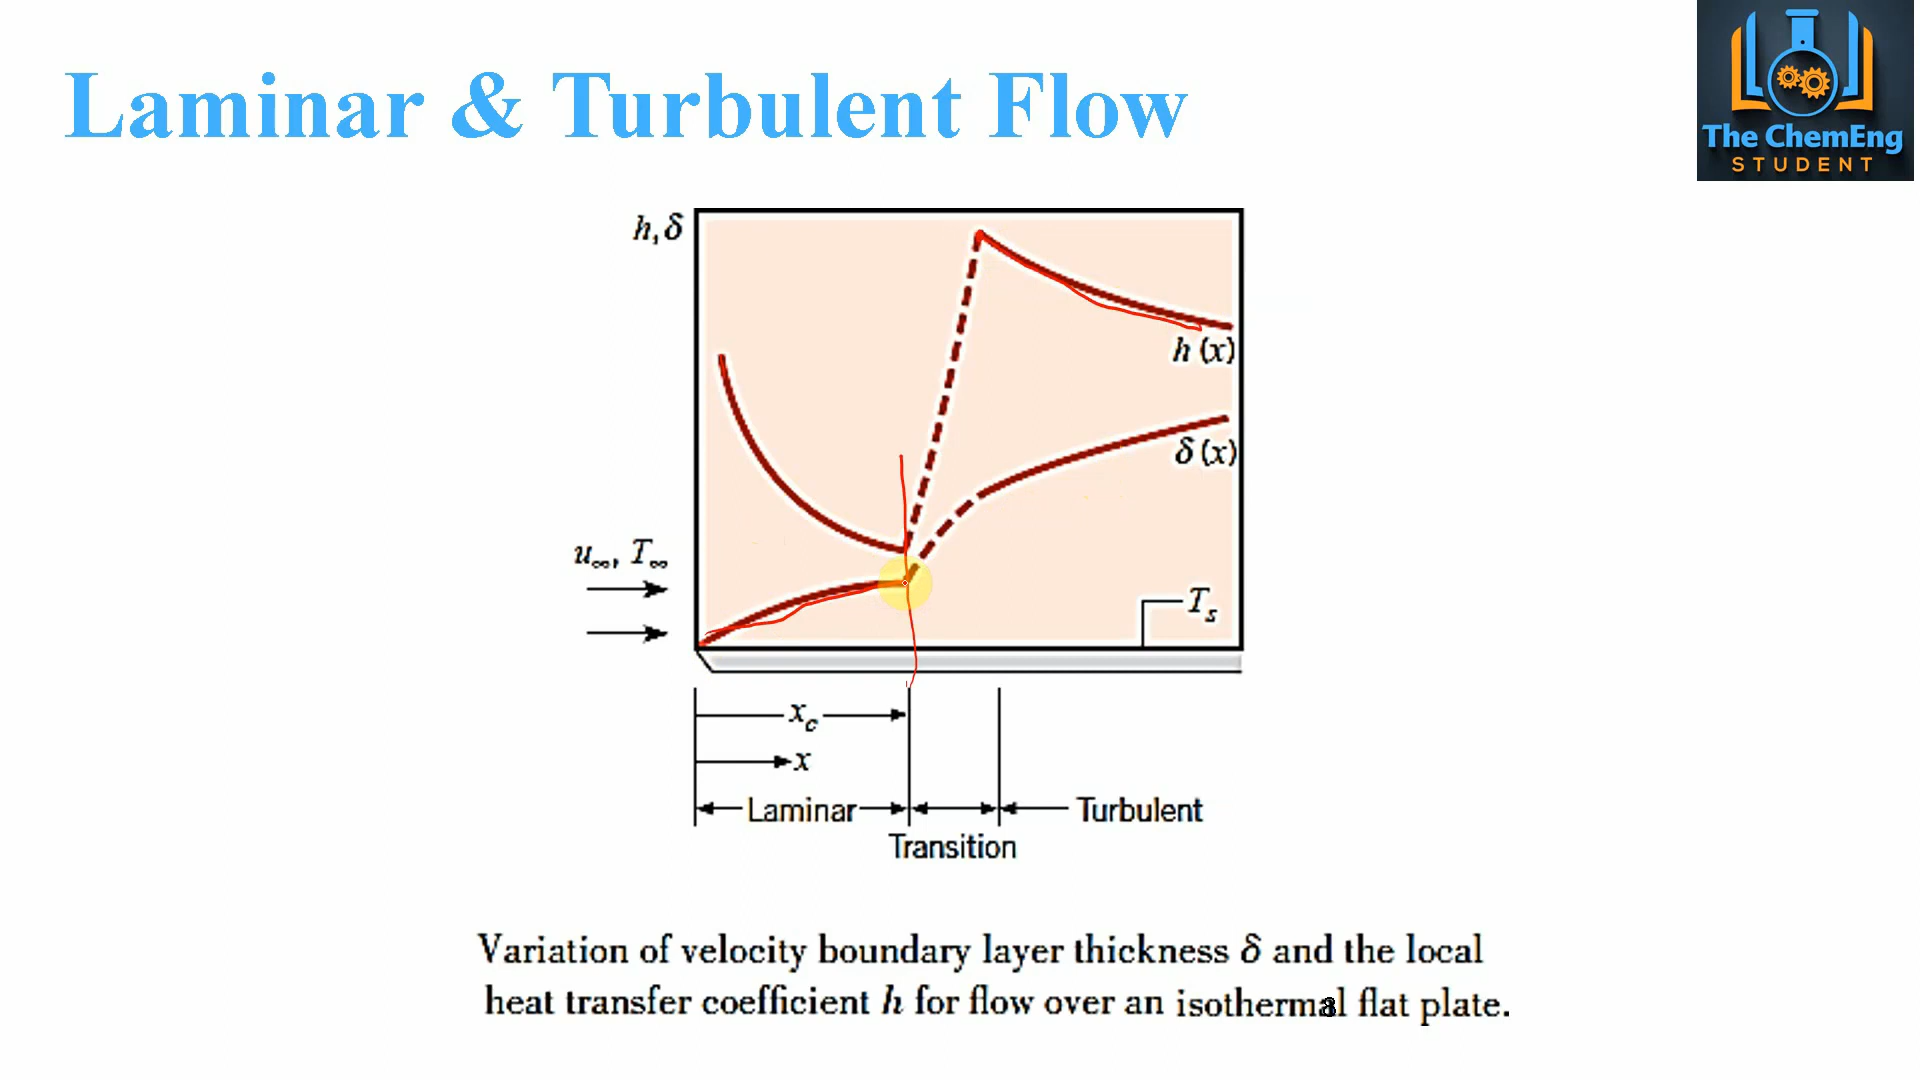 Laminar & Turbulent Flow
The ChemEng
STUDENT
h, δ
h (x)
δ (x)
u∞, T∞
Ts
xc
x
Laminar
Turbulent
Transition
Variation of velocity boundary layer thickness δ and the local
heat transfer coefficient h for flow over an isothermal flat plate.
8